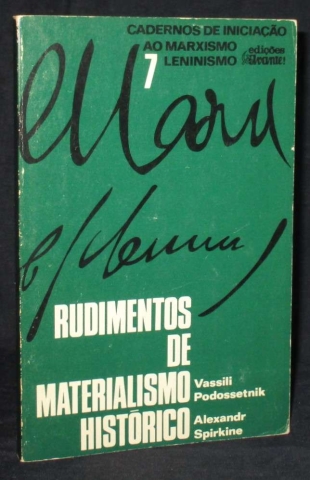 CADERNOS DE INICIAÇÃO
AO MARXISMO
LENINISMO
edições
Avante!
7
RUDIMENTOS
DE
MATERIALISMO
HISTÓRICO
Vassili
Podossetnik
Alexandr
Spirkine